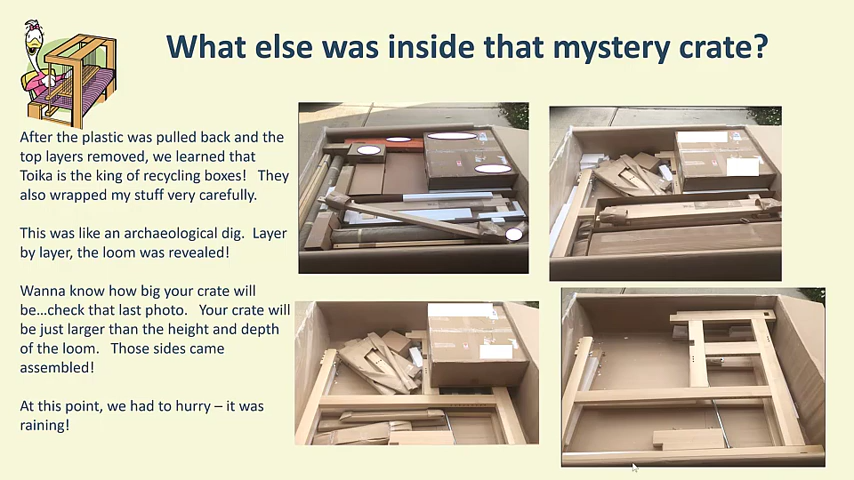 What else was inside that mystery crate?
After the plastic was pulled back and the
top layers removed, we learned that
Toika is the king of recycling boxes!   They
also wrapped my stuff very carefully.
This was like an archaeological dig.  Layer
by layer, the loom was revealed!
Wanna know how big your crate will
be…check that last photo.   Your crate will
be just larger than the height and depth
of the loom.   Those sides came
assembled!
At this point, we had to hurry – it was
raining!